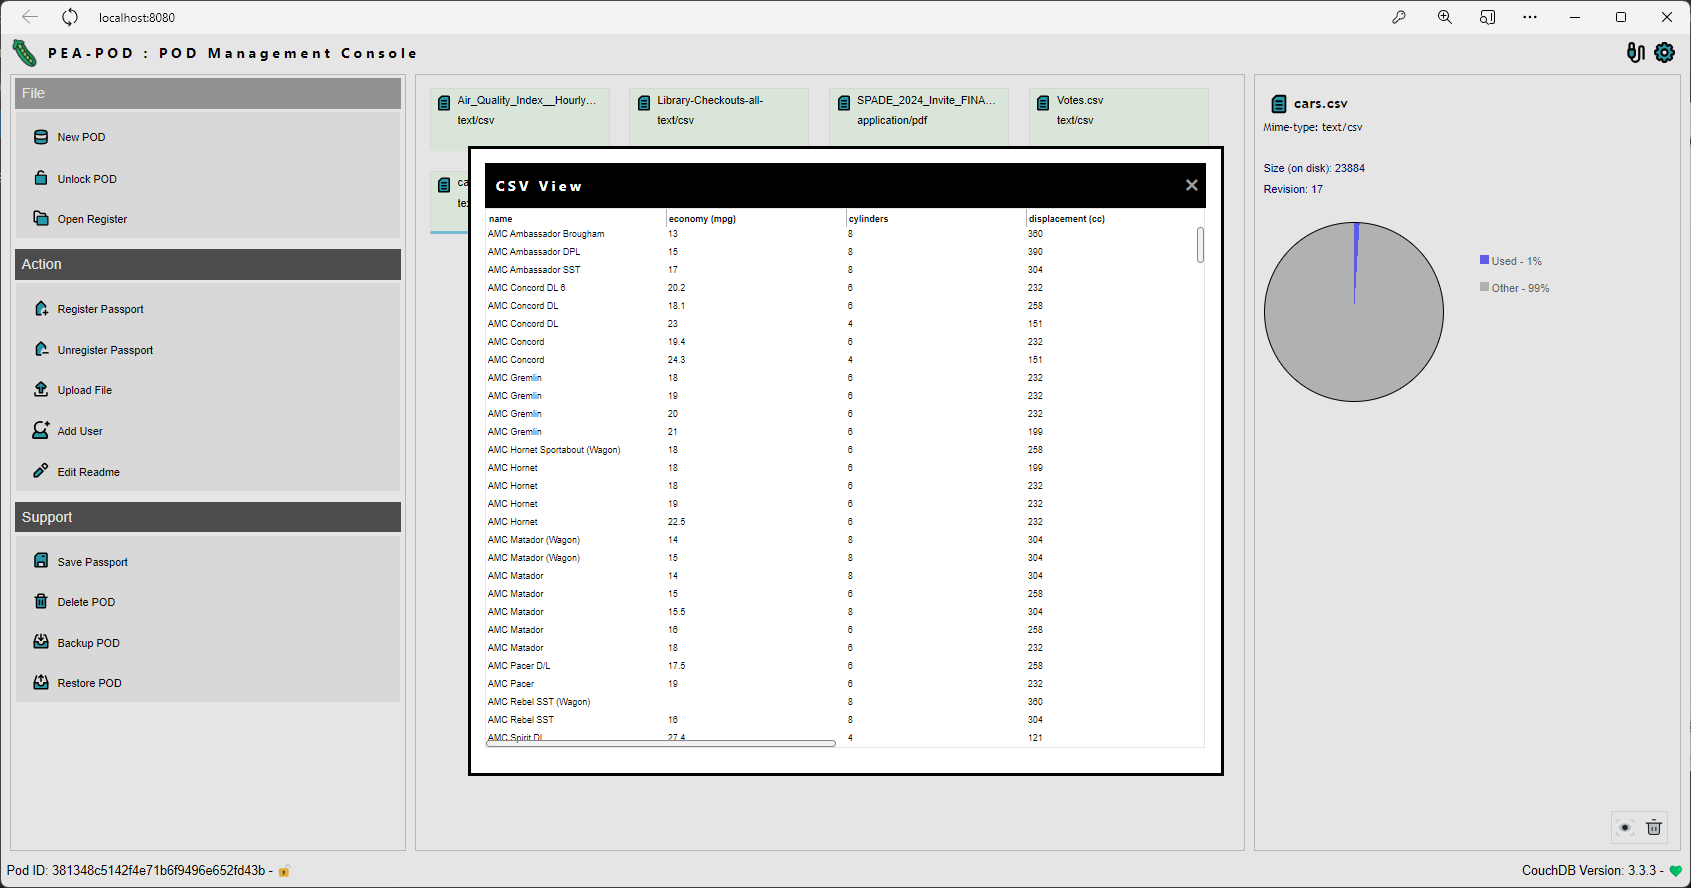 localhost:8080
PEA-POD : POD Management Console
File
New POD
Unlock POD
Open Register
Action
Register Passport
Unregister Passport
Upload File
Add User
Edit Readme
Support
Save Passport
Delete POD
Backup POD
Restore POD
Air_Quality_Index__Hourly...
text/csv
Library-Checkouts-all-
text/csv
SPADE_2024_Invite_FINA...
application/pdf
Votes.csv
text/csv
ca
te
CSV View
name economy (mpg) cylinders displacement (cc)
AMC Ambassador Brougham 13 8 360
AMC Ambassador DPL 15 8 390
AMC Ambassador SST 17 8 304
AMC Concord DL 6 20.2 6 232
AMC Concord DL 18.1 6 258
AMC Concord DL 23 4 151
AMC Concord 19.4 6 232
AMC Concord 24.3 4 151
AMC Gremlin 18 6 232
AMC Gremlin 19 6 232
AMC Gremlin 20 6 232
AMC Gremlin 21 6 199
AMC Hornet Sportabout (Wagon) 18 6 258
AMC Hornet 18 6 199
AMC Hornet 18 6 232
AMC Hornet 19 6 232
AMC Hornet 22.5 6 232
AMC Matador (Wagon) 14 8 304
AMC Matador (Wagon) 15 8 304
AMC Matador 14 8 304
AMC Matador 15 6 258
AMC Matador 15.5 8 304
AMC Matador 16 6 258
AMC Matador 18 6 232
AMC Pacer D/L 17.5 6 258
AMC Pacer 19 6 232
AMC Rebel SST (Wagon) 8 360
AMC Rebel SST 16 8 304
AMC Spirit DL 27.4 4 121
cars.csv
Mime-type: text/csv
Size (on disk): 23884
Revision: 17
Used - 1%
Other - 99%
Pod ID: 381348c5142f4e71b6f9496e652fd43b -
CouchDB Version: 3.3.3 -